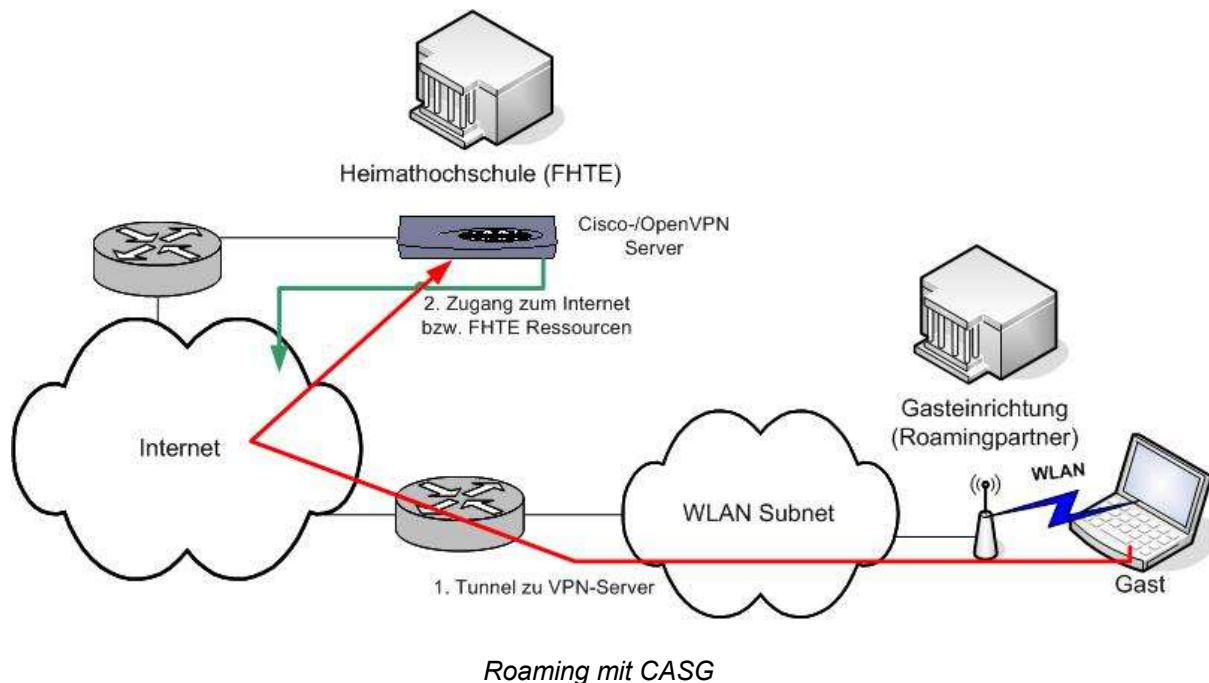 Heimathochschule (FHTE)
Cisco-/OpenVPN
Server
2. Zugang zum Internet
bzw. FHTE Ressourcen
Gasteinrichtung
(Roamingpartner)
Internet
WLAN
WLAN Subnet
1. Tunnel zu VPN-Server
Gast
Roaming mit CASG